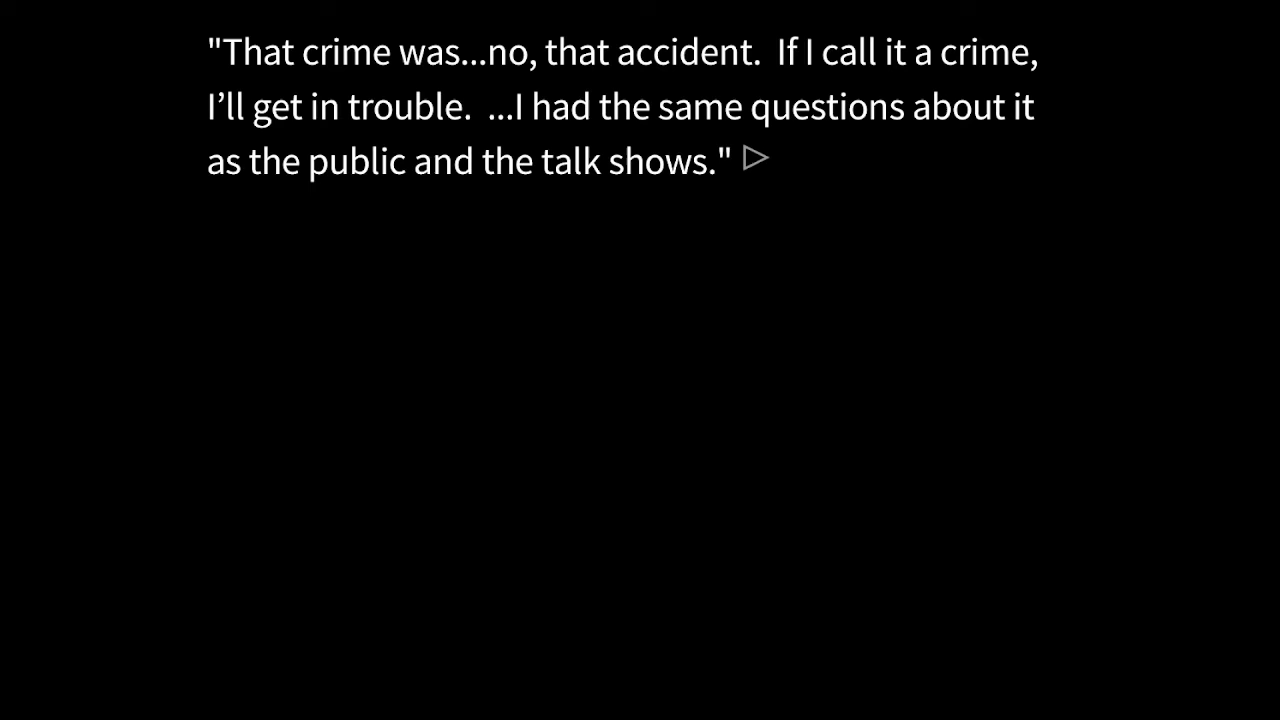 "That crime was...no, that accident.  If I call it a crime,
I’ll get in trouble.  ...I had the same questions about it
as the public and the talk shows."